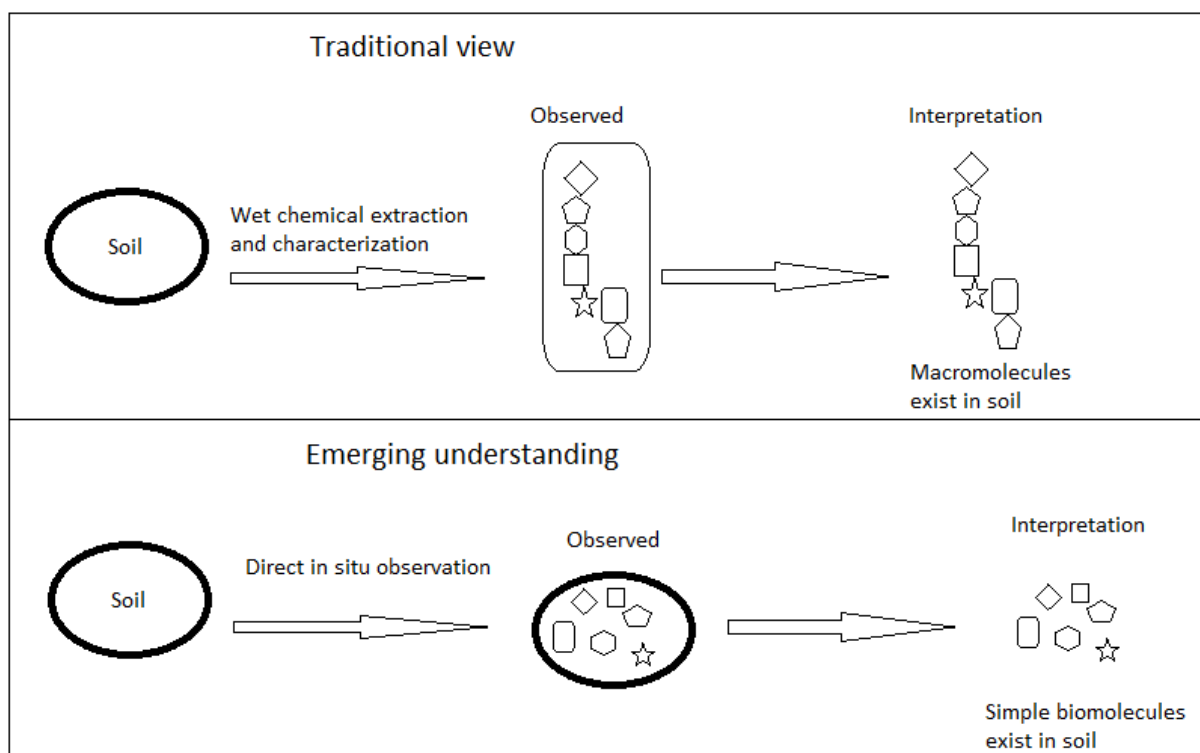 Traditional view
Observed
Interpretation
Soil
Wet chemical extraction
and characterization
Macromolecules
exist in soil
Emerging understanding
Soil
Direct in situ observation
Observed
Interpretation
Simple biomolecules
exist in soil